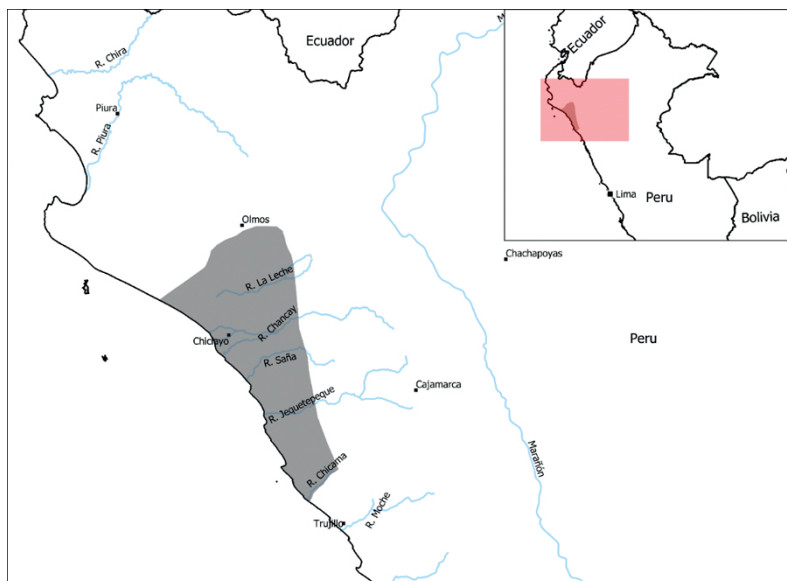 Ecuador
R. Chira
Piura
R. Piura
Olmos
R. La Leche
R. Chancay
Chiclayo
R. Saña
Cajamarca
R. Jequetepeque
R. Chicama
Trujillo
R. Moche
Marañón
Chachapoyas
Peru
Ecuador
Lima
Peru
Bolivia